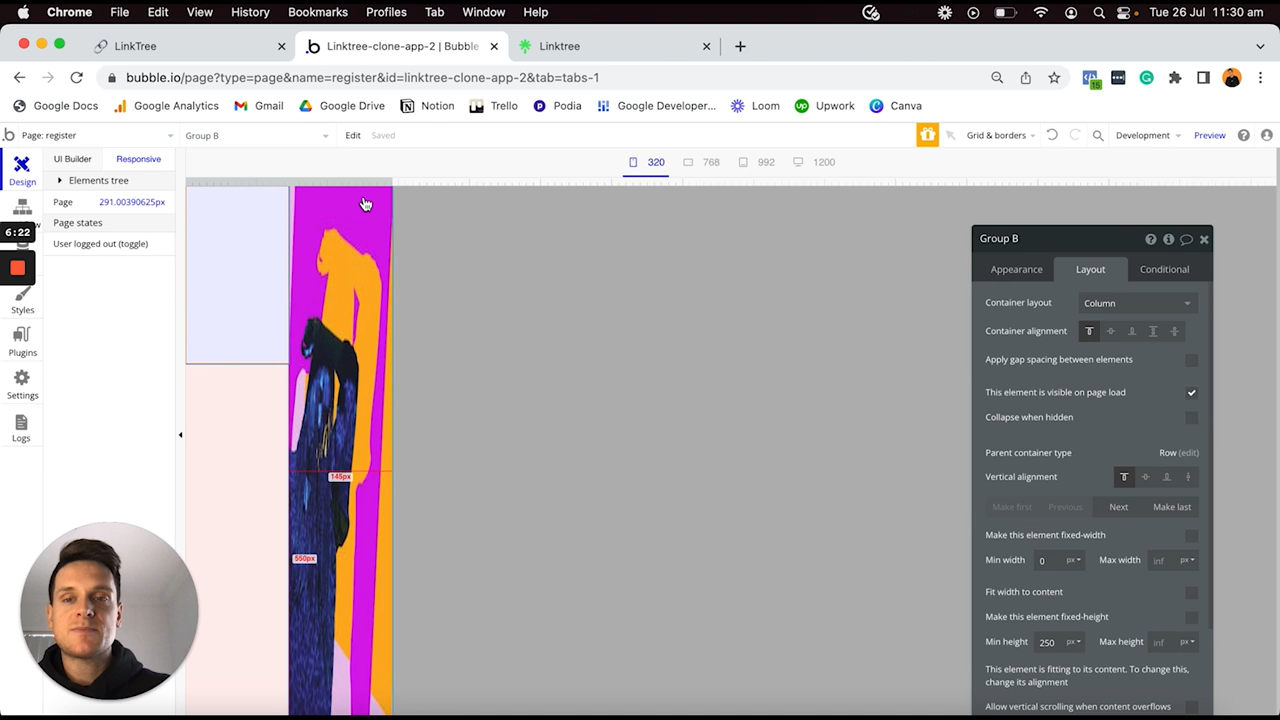 Chrome File Edit View History Bookmarks Profiles Tab Window Help Tue 26 Jul 11:30 am
LinkTree Linktree-clone-app-2 | Bubble Linktree
bubble.io/page?type=page&name=register&id=linktree-clone-app-2&tab=tabs-1
15
Google Docs Google Analytics Gmail Google Drive Notion Trello Podia Google Developer... Loom Upwork Canva
Page: register Group B Edit Saved Grid & borders Development Preview
Design UI Builder Responsive 320 768 992 1200
Elements tree
Page 291.00390625px
Page states
6:22
User logged out (toggle)
Styles
Plugins
Settings
Logs
145px
550px
Group B
Appearance Layout Conditional
Container layout Column
Container alignment
Apply gap spacing between elements
This element is visible on page load
Collapse when hidden
Parent container type Row (edit)
Vertical alignment
Make first Previous Next Make last
Make this element fixed-width
Min width 0 px Max width inf px
Fit width to content
Make this element fixed-height
Min height 250 px Max height inf px
This element is fitting to its content. To change this,
change its alignment
Allow vertical scrolling when content overflows